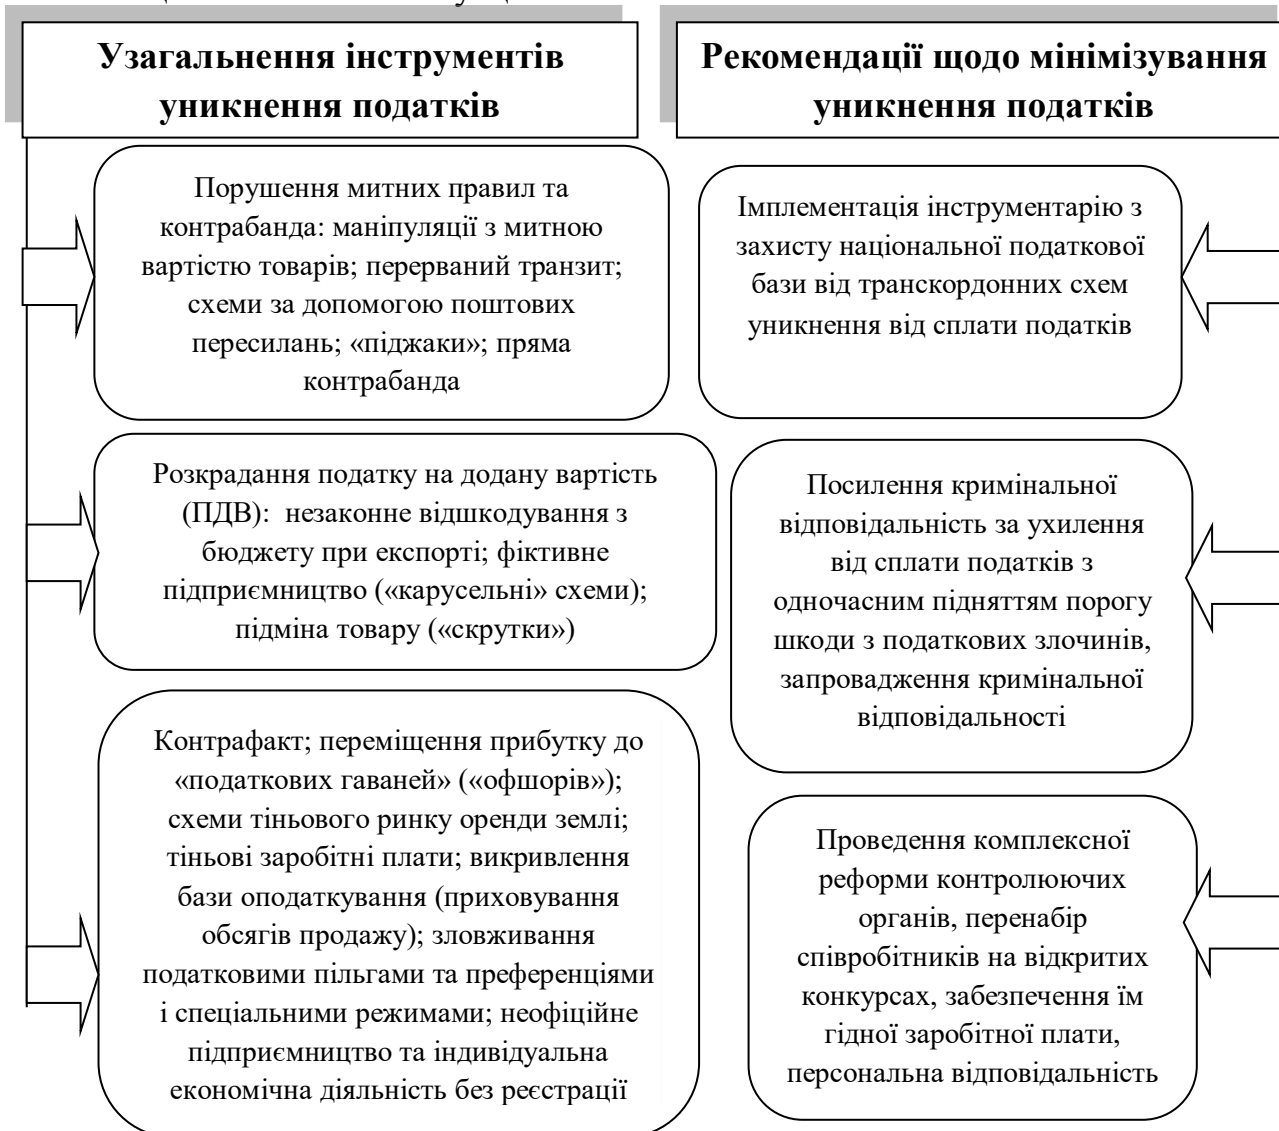 Узагальнення інструментів
уникнення податків
Порушення митних правил та
контрабанда: маніпуляції з митною
вартістю товарів; перерваний транзит;
схеми за допомогою поштових
пересилань; «піджаки»; пряма
контрабанда
Розкрадання податку на додану вартість
(ПДВ): незаконне відшкодування з
бюджету при експорті; фіктивне
підприємництво («карусельні» схеми);
підміна товару («скрутки»)
Контрафакт; переміщення прибутку до
«податкових гаваней» («офшорів»);
схеми тіньового ринку оренди землі;
тіньові заробітні плати; викривлення
бази оподаткування (приховування
обсягів продажу); зловживання
податковими пільгами та преференціями
і спеціальними режимами; неофіційне
підприємництво та індивідуальна
економічна діяльність без реєстрації
Рекомендації щодо мінімізування
уникнення податків
Імплементація інструментарію з
захисту національної податкової
бази від транскордонних схем
уникнення від сплати податків
Посилення кримінальної
відповідальність за ухилення
від сплати податків з
одночасним підняттям порогу
шкоди з податкових злочинів,
запровадження кримінальної
відповідальності
Проведення комплексної
реформи контролюючих
органів, перенабір
співробітників на відкритих
конкурсах, забезпечення їм
гідної заробітної плати,
персональна відповідальність